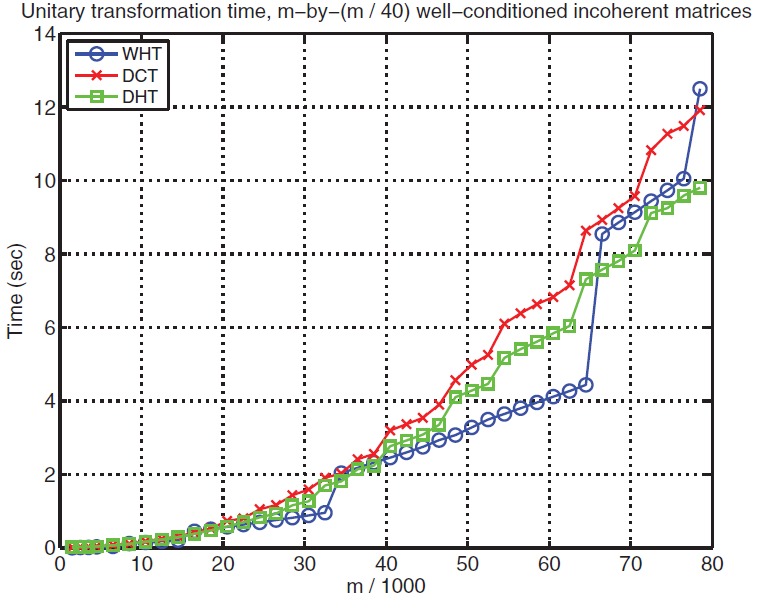 Unitary transformation time, m−by−(m / 40) well−conditioned incoherent matrices
14
12
10
8
6
4
2
0
Time (sec)
WHT
DCT
DHT
0 10 20 30 40 50 60 70 80
m / 1000